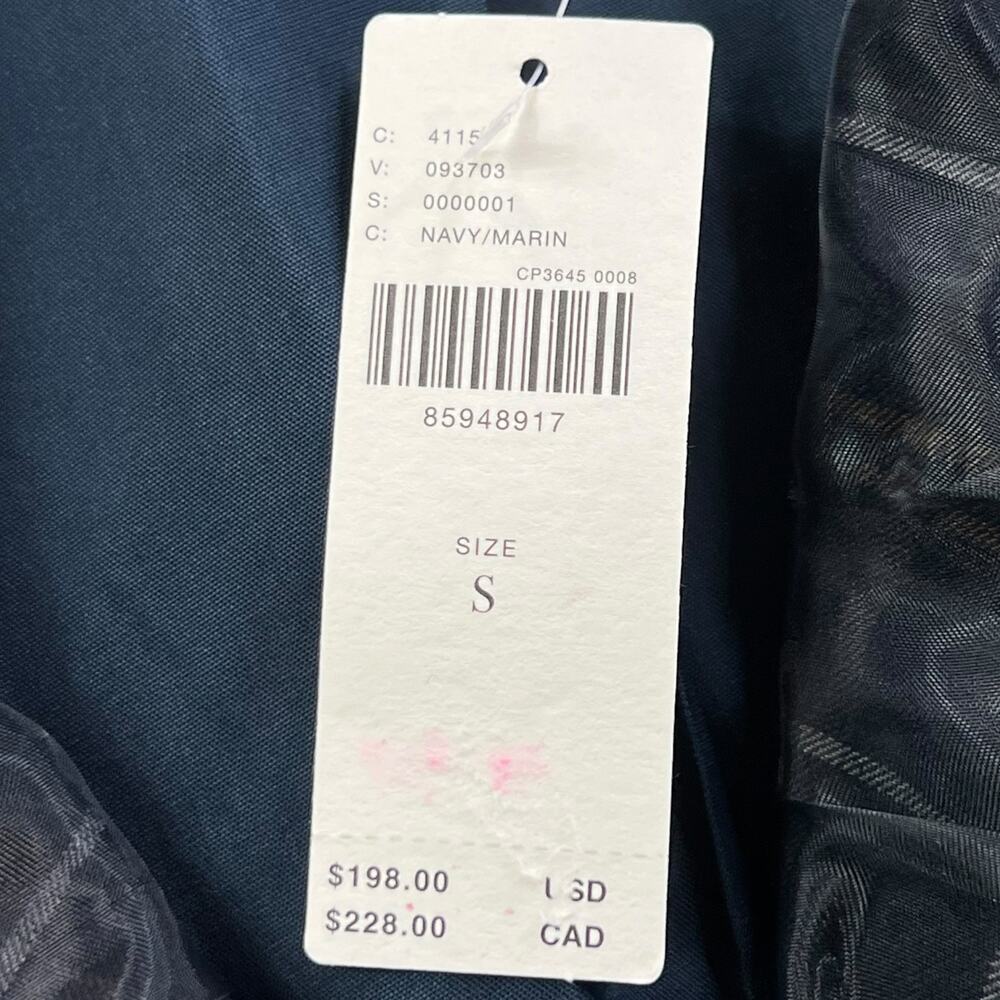 C: 4115
V: 093703
S: 0000001
C: NAVY/MARIN
CP3645 0008
85948917
SIZE
S
$198.00 USD
$228.00 CAD